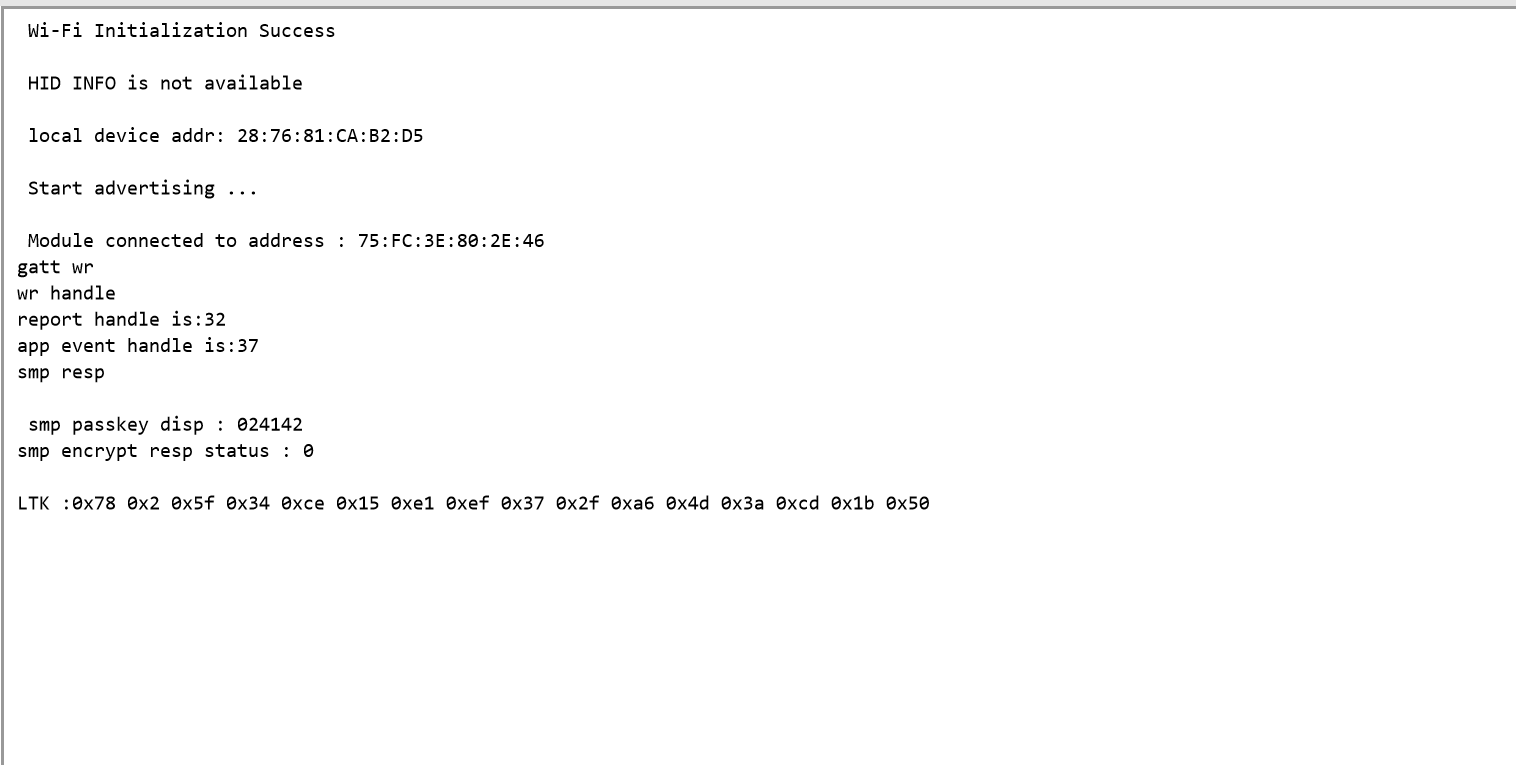 Wi-Fi Initialization Success
HID INFO is not available
local device addr: 28:76:81:CA:B2:D5
Start advertising ...
Module connected to address : 75:FC:3E:80:2E:46
gatt wr
wr handle
report handle is:32
app event handle is:37
smp resp
smp passkey disp : 024142
smp encrypt resp status : 0
LTK :0x78 0x2 0x5f 0x34 0xce 0x15 0xe1 0xef 0x37 0x2f 0xa6 0x4d 0x3a 0xcd 0x1b 0x50